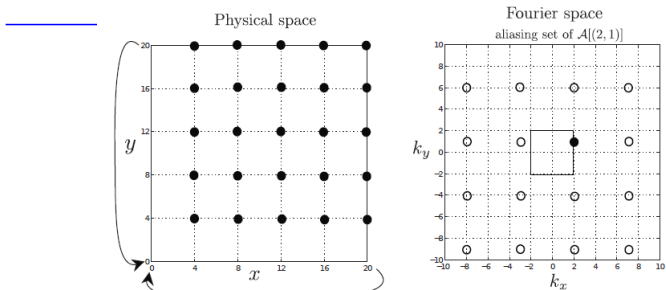 Physical space
20
16
12
8
4
0
y
0 4 8 12 16 20
x
Fourier space
aliasing set of 𝒜[(2, 1)]
10
8
6
4
2
0
−2
−4
−6
−8
−10
k_y
−10 −8 −6 −4 −2 0 2 4 6 8 10
k_x